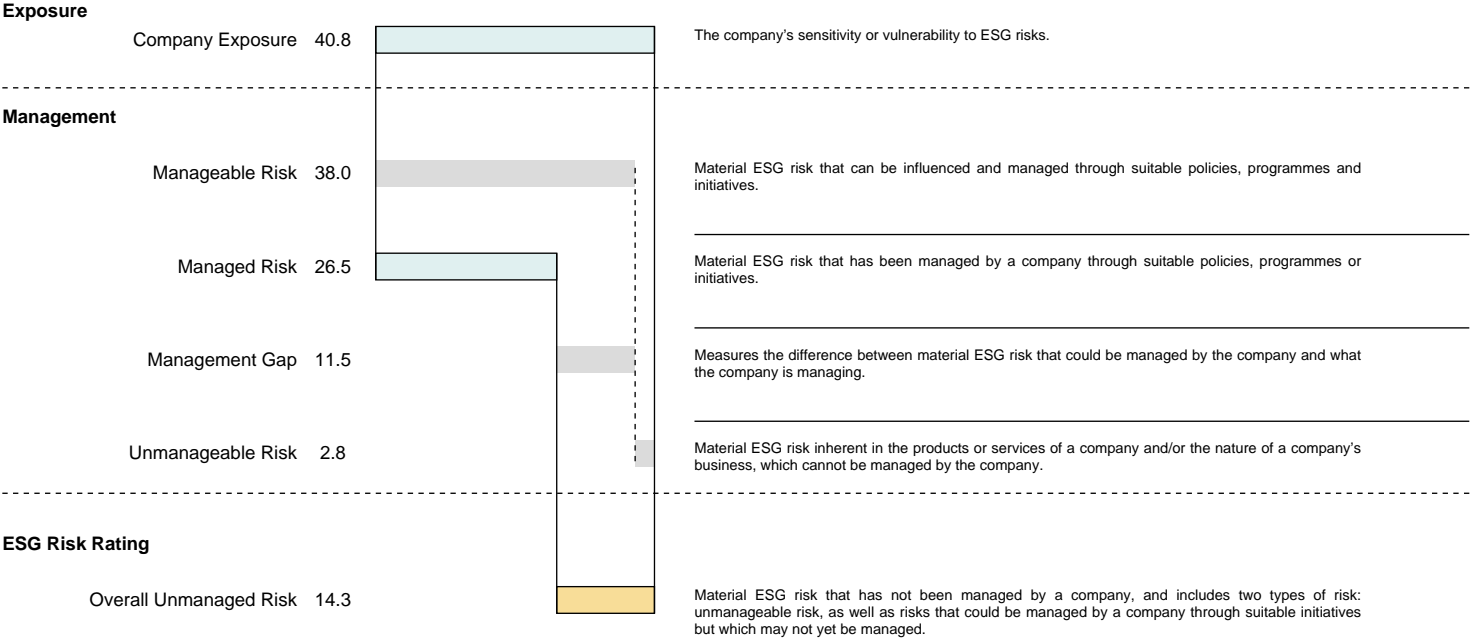 Exposure
Company Exposure 40.8
The company's sensitivity or vulnerability to ESG risks.
Management
Manageable Risk 38.0
Material ESG risk that can be influenced and managed through suitable policies, programmes and
initiatives.
Managed Risk 26.5
Material ESG risk that has been managed by a company through suitable policies, programmes or
initiatives.
Management Gap 11.5
Measures the difference between material ESG risk that could be managed by the company and what
the company is managing.
Unmanageable Risk 2.8
Material ESG risk inherent in the products or services of a company and/or the nature of a company’s
business, which cannot be managed by the company.
ESG Risk Rating
Overall Unmanaged Risk 14.3
Material ESG risk that has not been managed by a company, and includes two types of risk:
unmanageable risk, as well as risks that could be managed by a company through suitable initiatives
but which may not yet be managed.